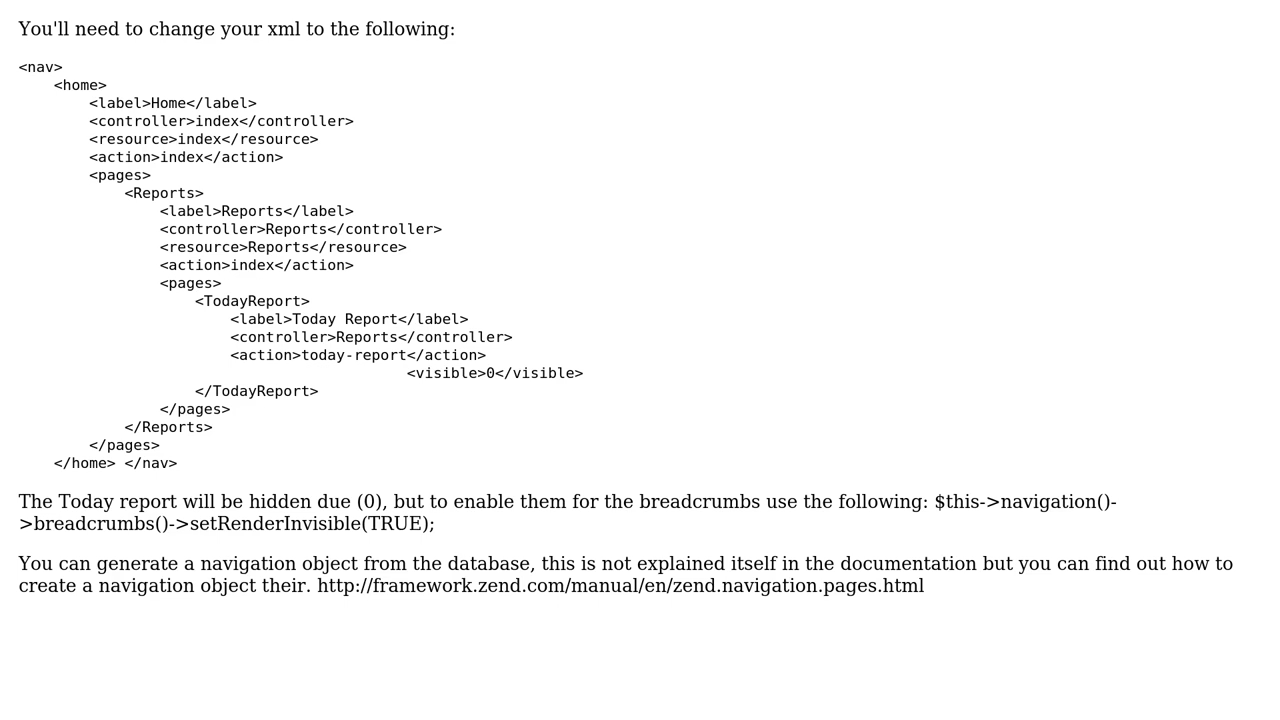 You'll need to change your xml to the following:
<nav>
    <home>
        <label>Home</label>
        <controller>index</controller>
        <resource>index</resource>
        <action>index</action>
        <pages>
            <Reports>
                <label>Reports</label>
                <controller>Reports</controller>
                <resource>Reports</resource>
                <action>index</action>
                <pages>
                    <TodayReport>
                        <label>Today Report</label>
                        <controller>Reports</controller>
                        <action>today-report</action>
                                            <visible>0</visible>
                    </TodayReport>
                </pages>
            </Reports>
        </pages>
    </home> </nav>
The Today report will be hidden due (0), but to enable them for the breadcrumbs use the following: $this->navigation()-
>breadcrumbs()->setRenderInvisible(TRUE);
You can generate a navigation object from the database, this is not explained itself in the documentation but you can find out how to
create a navigation object their. http://framework.zend.com/manual/en/zend.navigation.pages.html